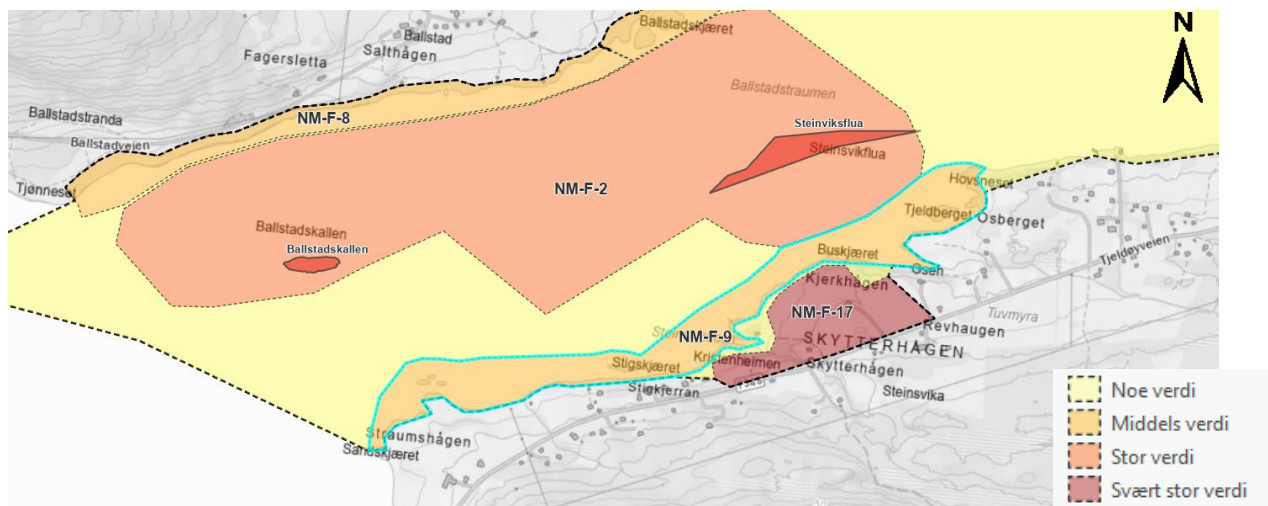 Ballstadskjæret
N
Ballstad
Salthågen
Fagersletta
Ballstadstraumen
Ballstadstranda
NM-F-8
Steinviksflua
Ballstadveien
Steinsvikflua
Hovsneset
Tjønneset
NM-F-2
Tjeldberget
Osberget
Ballstadkallen
Ballstadskallen
Buskjæret
Tjeldøyveien
Osen
Kjerkhågen
NM-F-17
Tuvmyra
Revhaugen
NM-F-9
SKYTTERHÅGEN
Kristenheimen
Stigskjæret
Skytterhågen
Stigkjerran
Steinsvika
Straumshågen
Sandskjæret
Noe verdi
Middels verdi
Stor verdi
Svært stor verdi